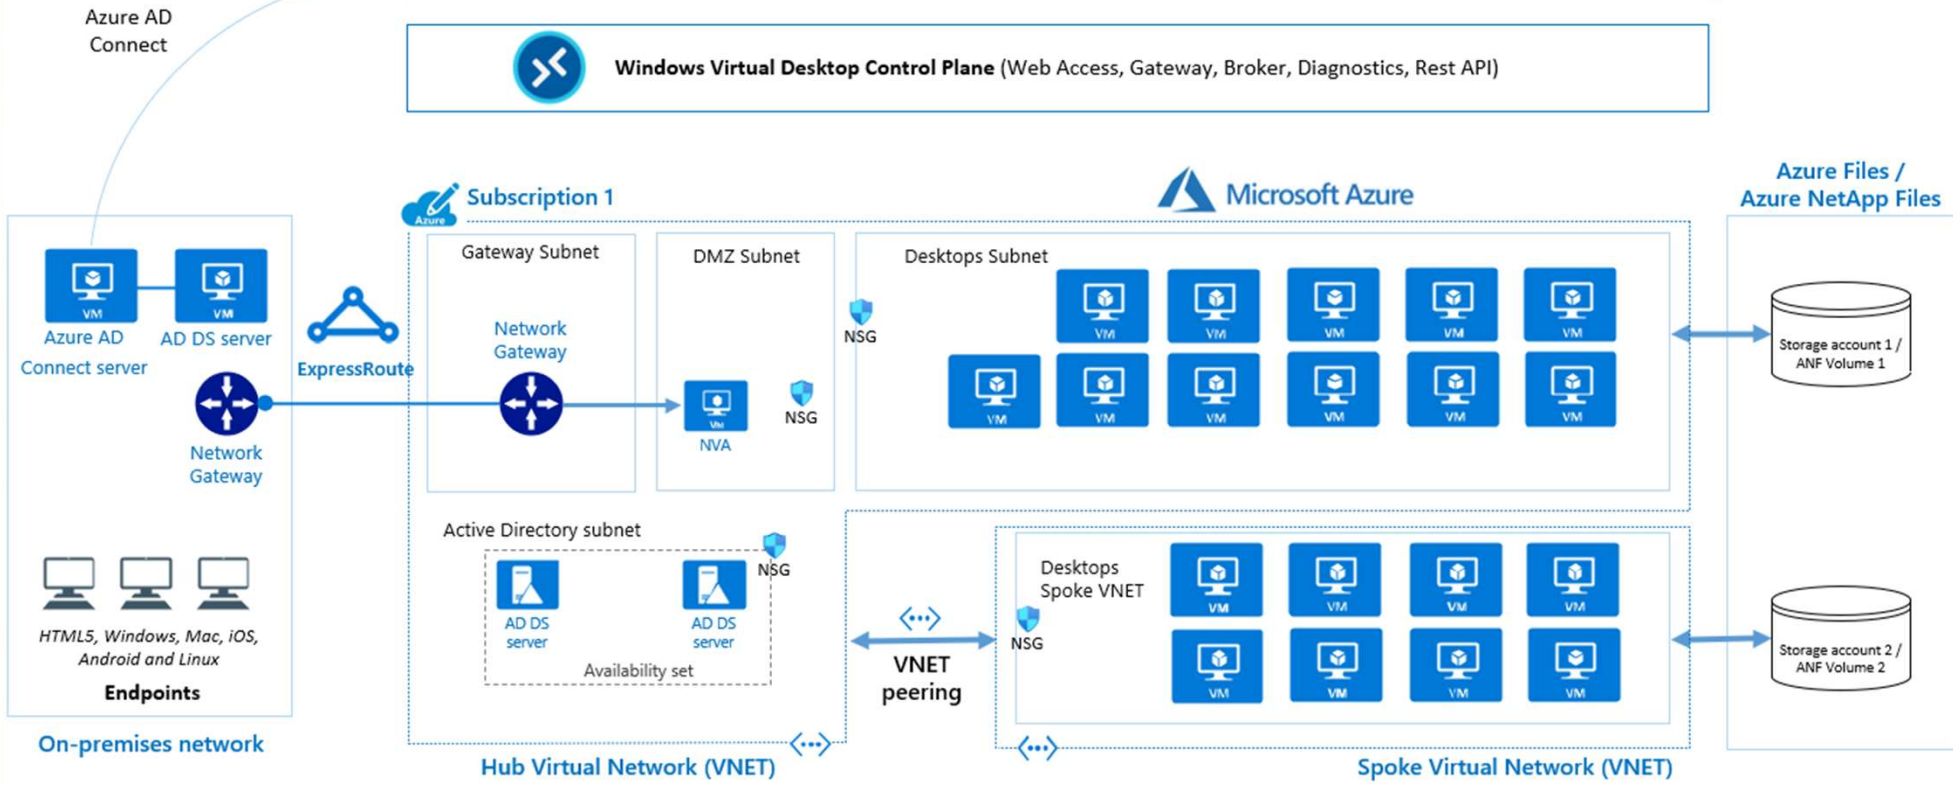 Azure AD
Connect
Windows Virtual Desktop Control Plane (Web Access, Gateway, Broker, Diagnostics, Rest API)
Azure
Subscription 1
Microsoft Azure
Azure Files /
Azure NetApp Files
VM
VM
Azure AD
Connect server
AD DS server
ExpressRoute
Network
Gateway
HTML5, Windows, Mac, iOS,
Android and Linux
Endpoints
On-premises network
Gateway Subnet
Network
Gateway
DMZ Subnet
VM
NVA
NSG
Desktops Subnet
NSG
VM
VM
VM
VM
VM
VM
VM
VM
VM
VM
VM
Storage account 1 /
ANF Volume 1
Active Directory subnet
NSG
AD DS
server
AD DS
server
Availability set
Hub Virtual Network (VNET)
VNET
peering
Desktops
Spoke VNET
NSG
VM
VM
VM
VM
VM
VM
VM
VM
Spoke Virtual Network (VNET)
Storage account 2 /
ANF Volume 2